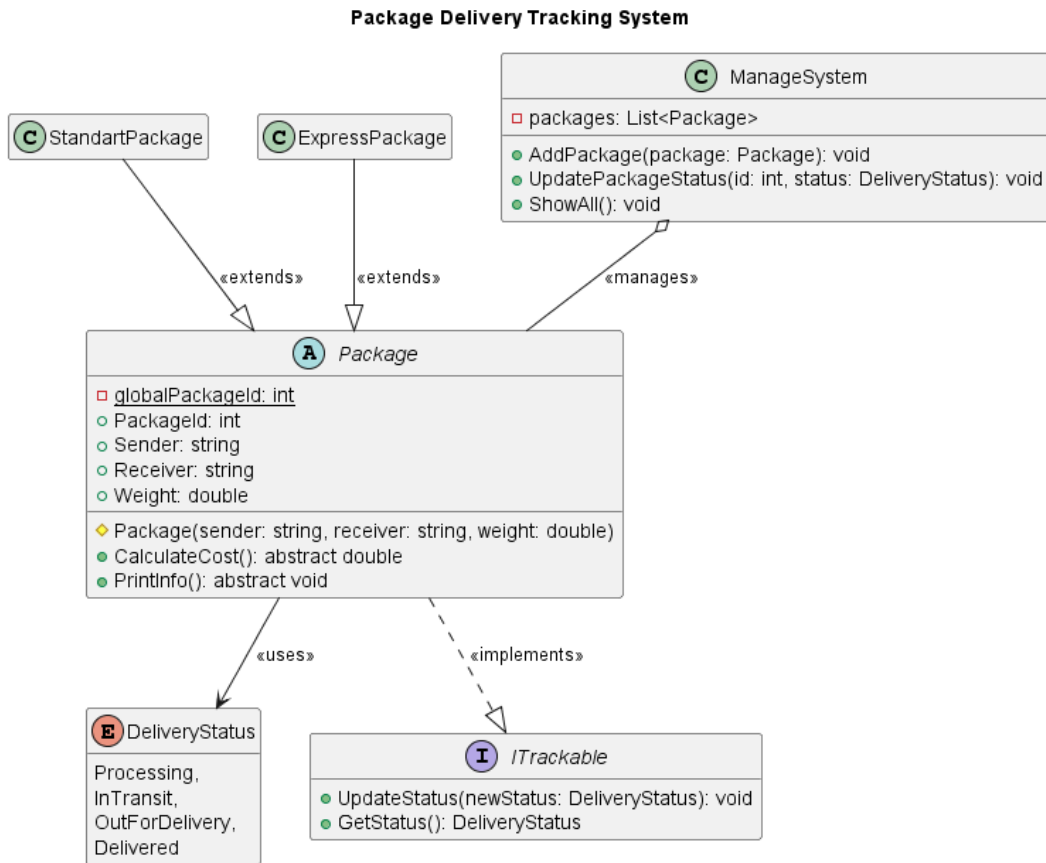 Package Delivery Tracking System
C ManageSystem
packages: List<Package>
AddPackage(package: Package): void
UpdatePackageStatus(id: int, status: DeliveryStatus): void
ShowAll(): void
C StandartPackage
C ExpressPackage
«extends»
«extends»
«manages»
A Package
globalPackageId: int
PackageId: int
Sender: string
Receiver: string
Weight: double
Package(sender: string, receiver: string, weight: double)
CalculateCost(): abstract double
PrintInfo(): abstract void
«uses»
«implements»
E DeliveryStatus
Processing,
InTransit,
OutForDelivery,
Delivered
I ITrackable
UpdateStatus(newStatus: DeliveryStatus): void
GetStatus(): DeliveryStatus